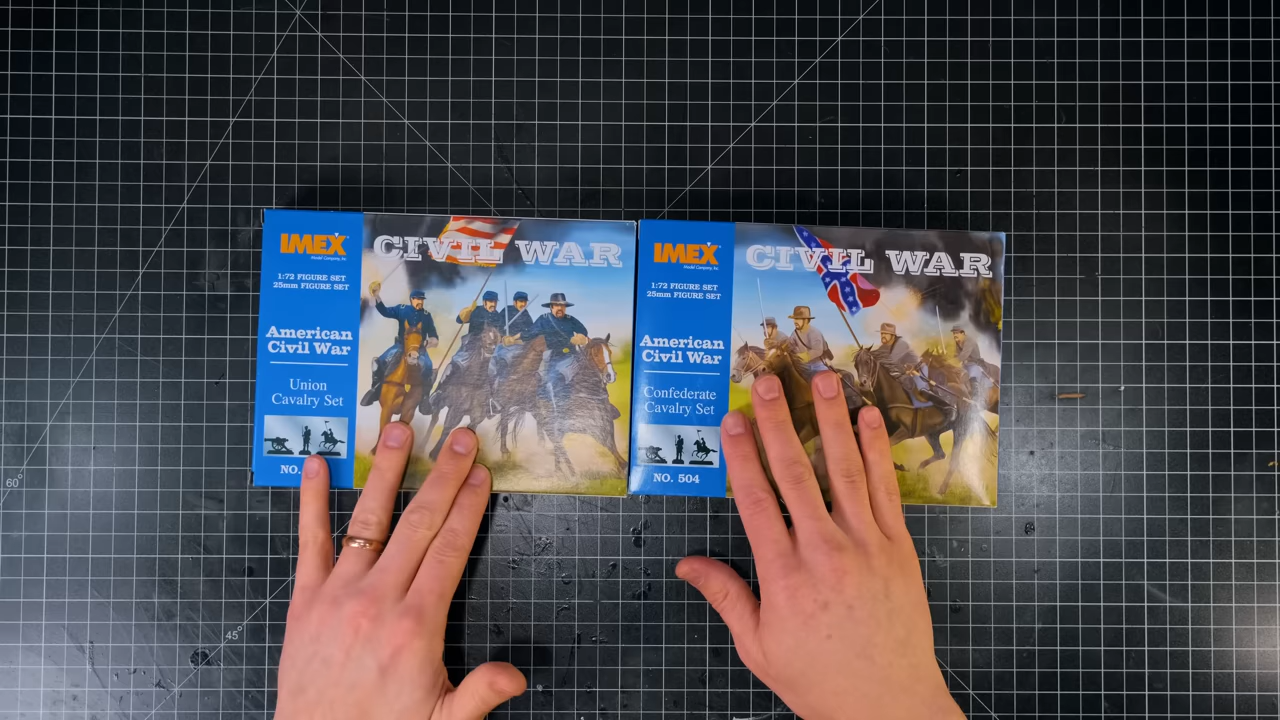 IMEX
Model Company, Inc.
1:72 FIGURE SET
25mm FIGURE SET
American
Civil War
Union
Cavalry Set
NO.
CIVIL WAR
IMEX
Model Company, Inc.
1:72 FIGURE SET
25mm FIGURE SET
American
Civil War
Confederate
Cavalry Set
NO. 504
CIVIL WAR
60°
45°